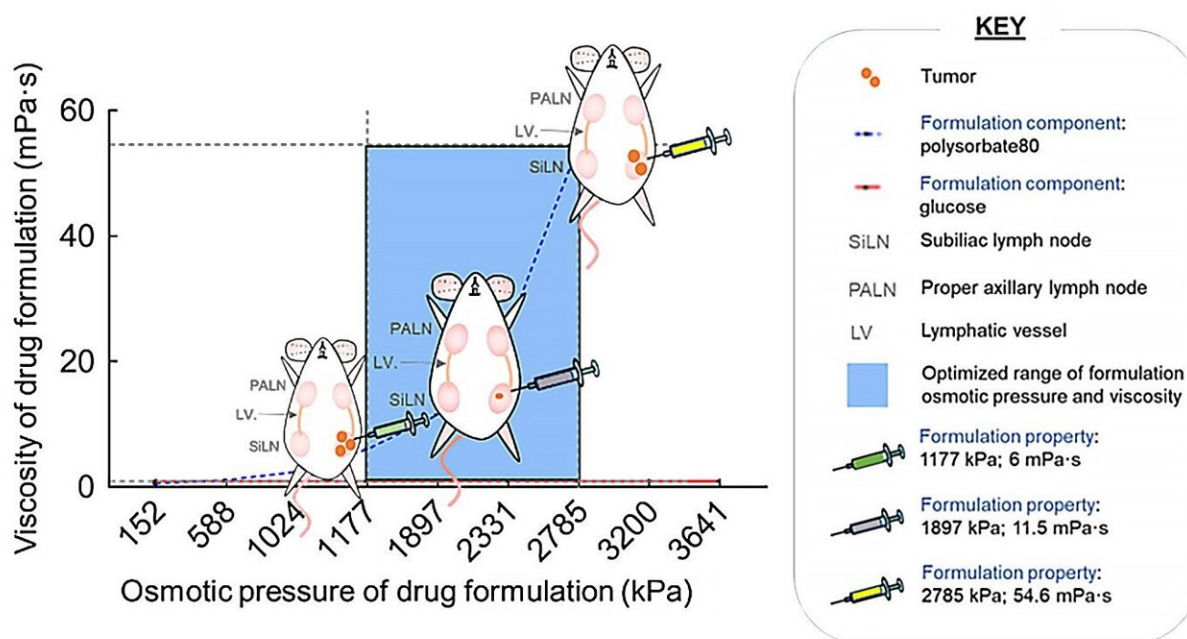 Viscosity of drug formulation (mPa·s)
60
40
20
0
152
588
1024
1177
1897
2331
2785
3200
3641
Osmotic pressure of drug formulation (kPa)
PALN
LV.
SiLN
PALN
LV.
SiLN
PALN
LV.
SiLN
KEY
Tumor
Formulation component:
polysorbate80
Formulation component:
glucose
SiLN Subiliac lymph node
PALN Proper axillary lymph node
LV Lymphatic vessel
Optimized range of formulation
osmotic pressure and viscosity
Formulation property:
1177 kPa; 6 mPa·s
Formulation property:
1897 kPa; 11.5 mPa·s
Formulation property:
2785 kPa; 54.6 mPa·s